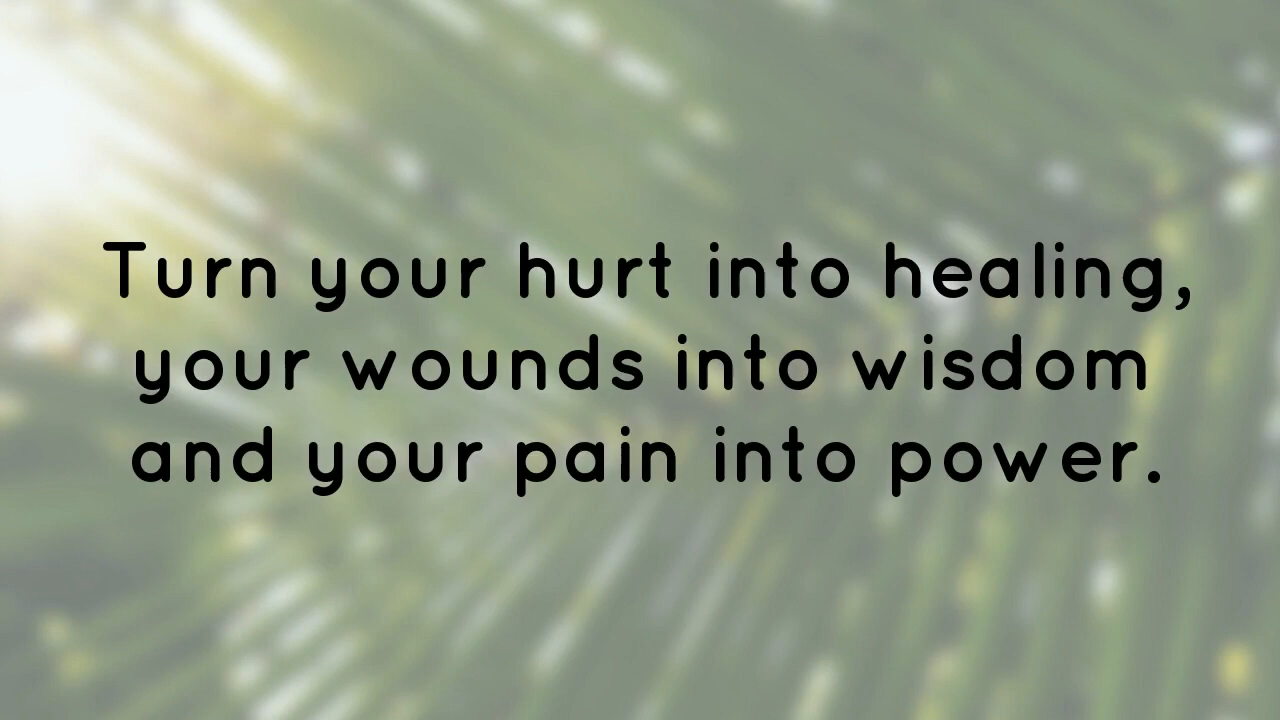 Turn your hurt into healing,
your wounds into wisdom
and your pain into power.